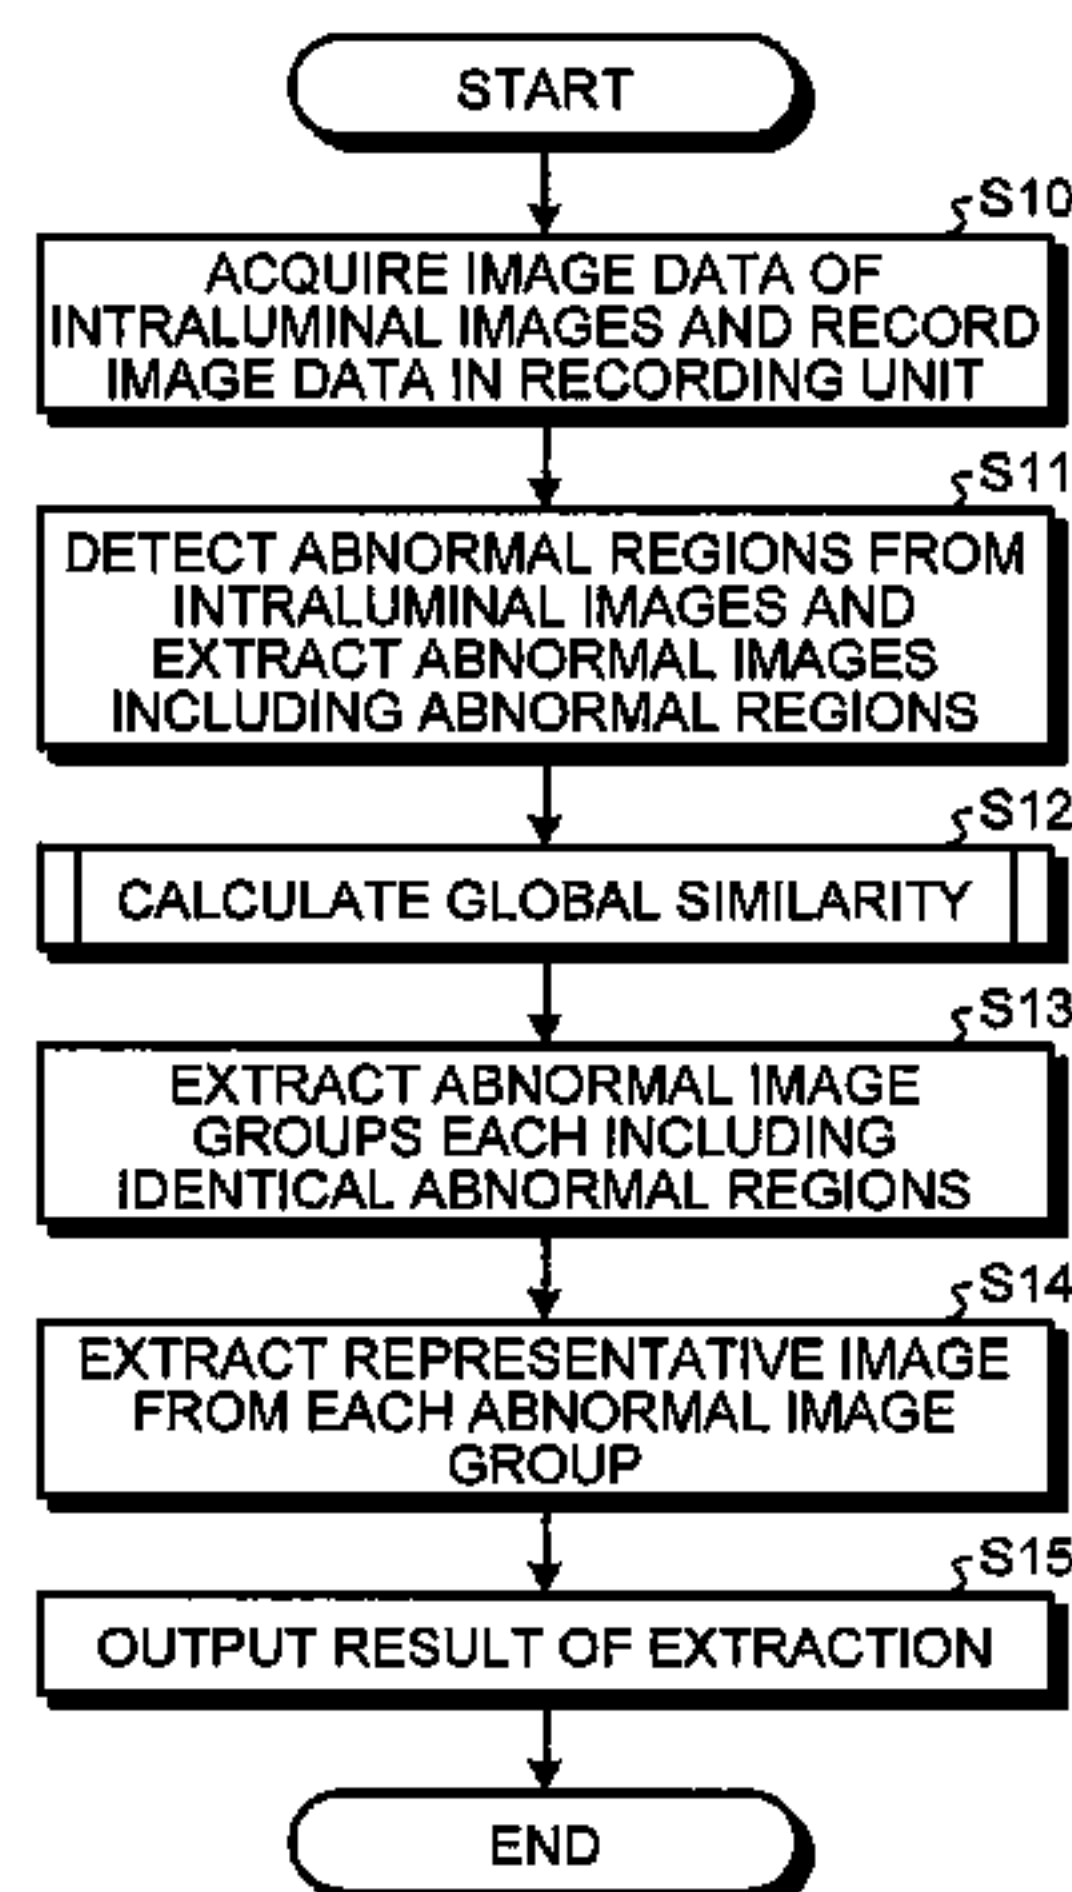 START
S10
ACQUIRE IMAGE DATA OF
INTRALUMINAL IMAGES AND RECORD
IMAGE DATA IN RECORDING UNIT
S11
DETECT ABNORMAL REGIONS FROM
INTRALUMINAL IMAGES AND
EXTRACT ABNORMAL IMAGES
INCLUDING ABNORMAL REGIONS
S12
CALCULATE GLOBAL SIMILARITY
S13
EXTRACT ABNORMAL IMAGE
GROUPS EACH INCLUDING
IDENTICAL ABNORMAL REGIONS
S14
EXTRACT REPRESENTATIVE IMAGE
FROM EACH ABNORMAL IMAGE
GROUP
S15
OUTPUT RESULT OF EXTRACTION
END